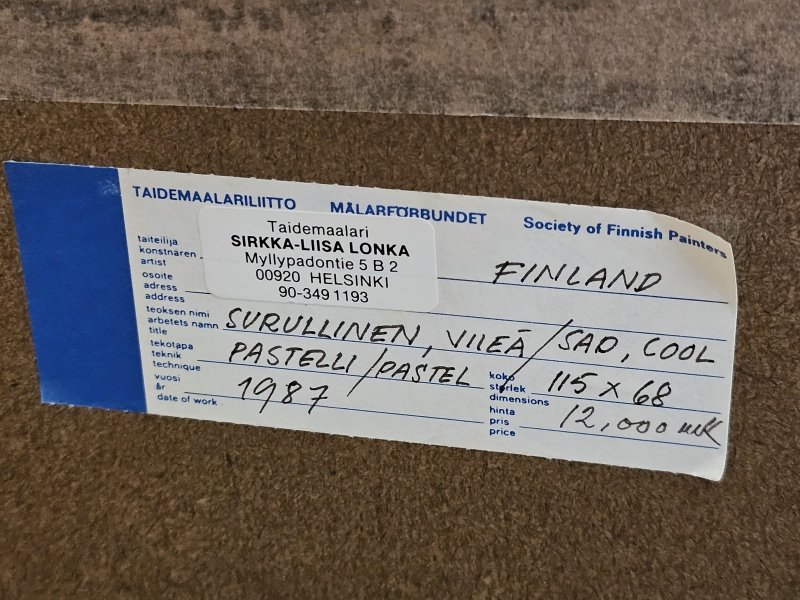 TAIDEMAALARILIITTO MÅLARFÖRBUNDET Society of Finnish Painters
taiteilija
konstnären
artist
Taidemaalari
SIRKKA-LIISA LONKA
Myllypadontie 5 B 2
00920 HELSINKI
90-349 1193
FINLAND
osoite
adress
address
teoksen nimi
arbetets namn
title
SURULLINEN, VIILEÄ/SAD, COOL
tekotapa
teknik
technique
PASTELLI/PASTEL
koko
storlek
dimensions
115 x 68
vuosi
år
date of work
1987
hinta
pris
price
12,000 mk